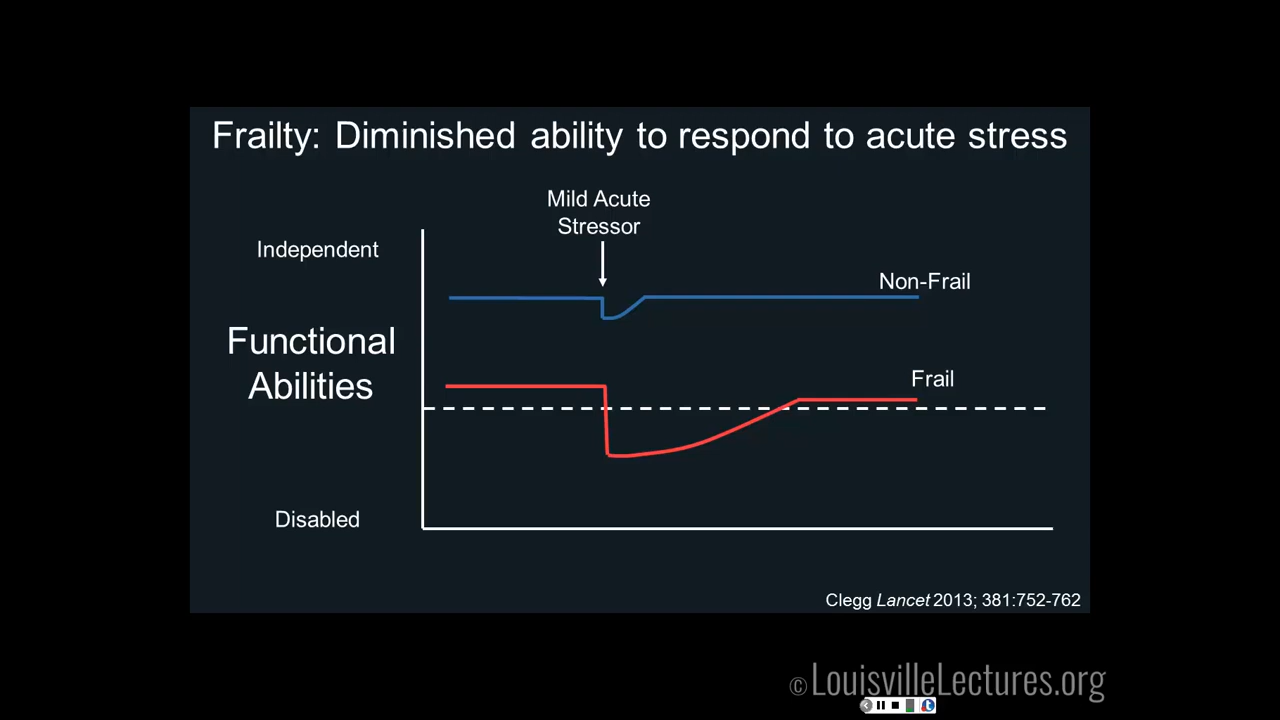 Frailty: Diminished ability to respond to acute stress
Mild Acute
Stressor
Independent
Non-Frail
Functional
Abilities
Frail
Disabled
Clegg Lancet 2013; 381:752-762
© LouisvilleLectures.org